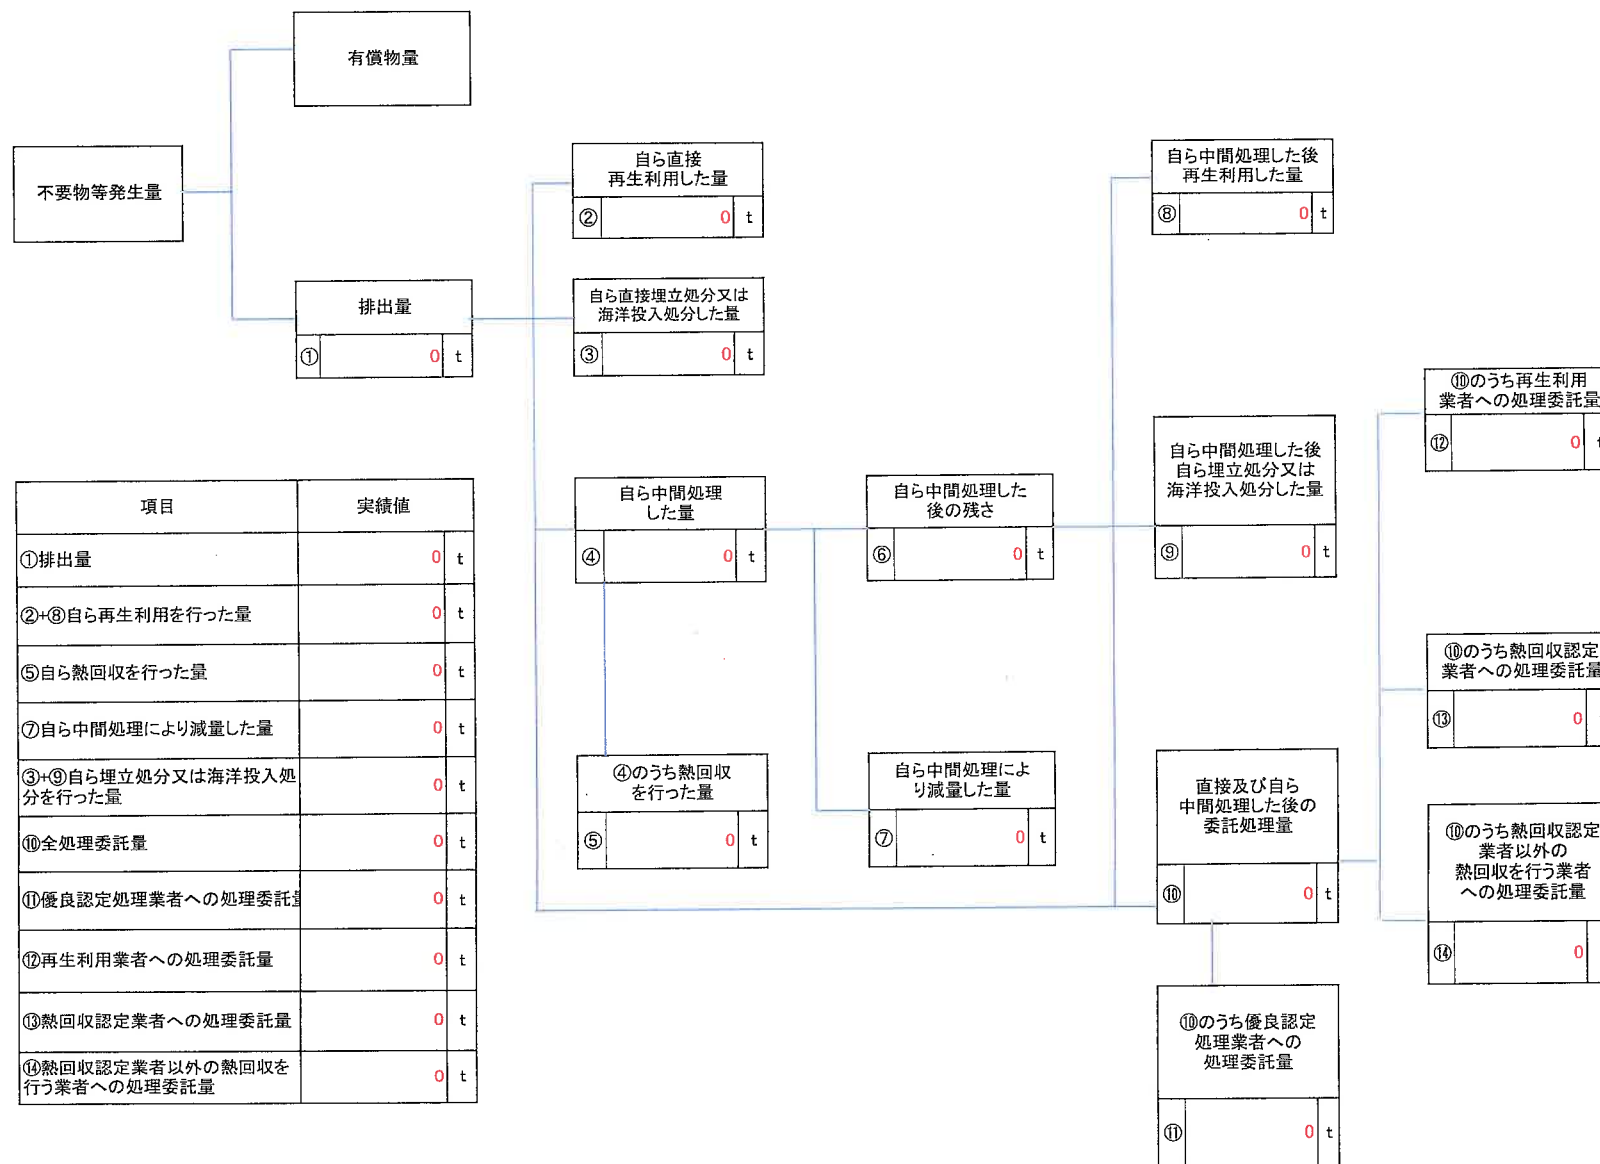 有償物量
不要物等発生量
排出量
① 0 t
自ら直接
再生利用した量
② 0 t
自ら直接埋立処分又は
海洋投入処分した量
③ 0 t
自ら中間処理
した量
④ 0 t
④のうち熱回収
を行った量
⑤ 0 t
自ら中間処理した
後の残さ
⑥ 0 t
自ら中間処理によ
り減量した量
⑦ 0 t
自ら中間処理した後
再生利用した量
⑧ 0 t
自ら中間処理した後
自ら埋立処分又は
海洋投入処分した量
⑨ 0 t
直接及び自ら
中間処理した後の
委託処理量
⑩ 0 t
⑩のうち優良認定
処理業者への
処理委託量
⑪ 0 t
⑩のうち再生利用
業者への処理委託量
⑫ 0 t
⑩のうち熱回収認定
業者への処理委託量
⑬ 0
⑩のうち熱回収認定
業者以外の
熱回収を行う業者
への処理委託量
⑭ 0
項目 実績値
①排出量 0 t
②+⑧自ら再生利用を行った量 0 t
⑤自ら熱回収を行った量 0 t
⑦自ら中間処理により減量した量 0 t
③+⑨自ら埋立処分又は海洋投入処
分を行った量 0 t
⑩全処理委託量 0 t
⑪優良認定処理業者への処理委託量 0 t
⑫再生利用業者への処理委託量 0 t
⑬熱回収認定業者への処理委託量 0 t
⑭熱回収認定業者以外の熱回収を
行う業者への処理委託量 0 t